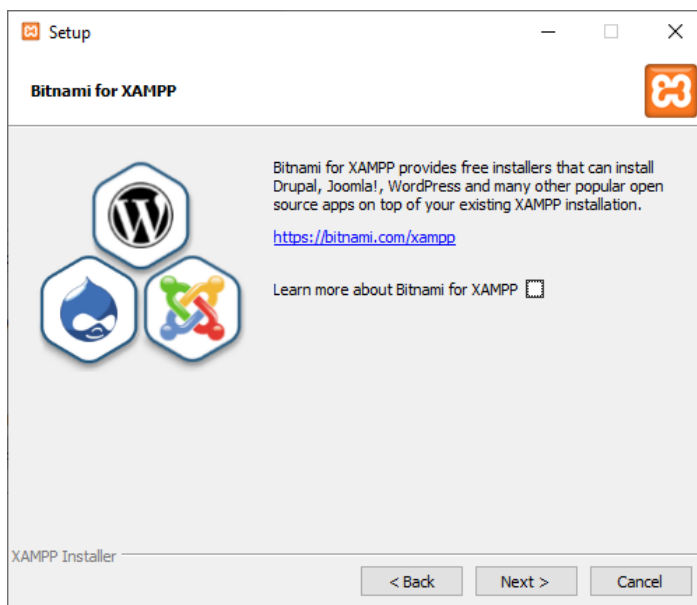 Setup
Bitnami for XAMPP
Bitnami for XAMPP provides free installers that can install
Drupal, Joomla!, WordPress and many other popular open
source apps on top of your existing XAMPP installation.
https://bitnami.com/xampp
Learn more about Bitnami for XAMPP
XAMPP Installer
< Back Next > Cancel